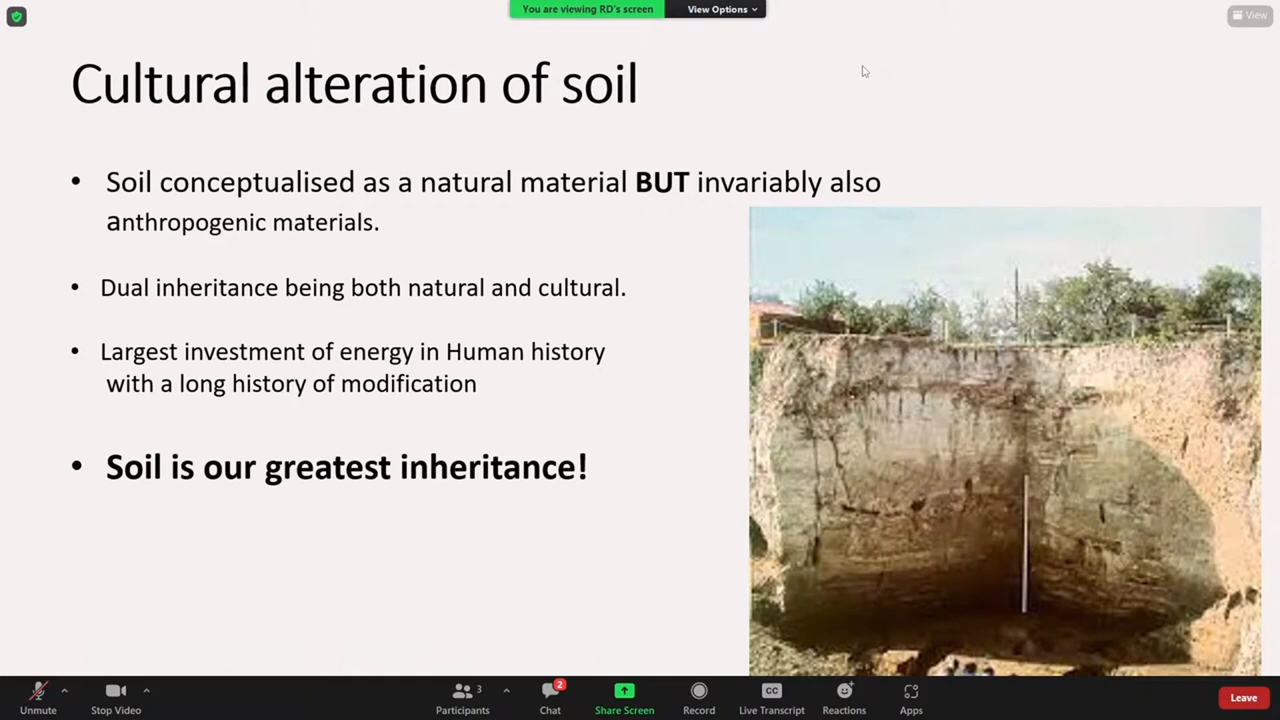 You are viewing RD's screen
View Options
View
Cultural alteration of soil
• Soil conceptualised as a natural material BUT invariably also
anthropogenic materials.
• Dual inheritance being both natural and cultural.
• Largest investment of energy in Human history
with a long history of modification
• Soil is our greatest inheritance!
Unmute
Stop Video
Participants
3
Chat
2
Share Screen
Record
CC
Live Transcript
Reactions
Apps
Leave